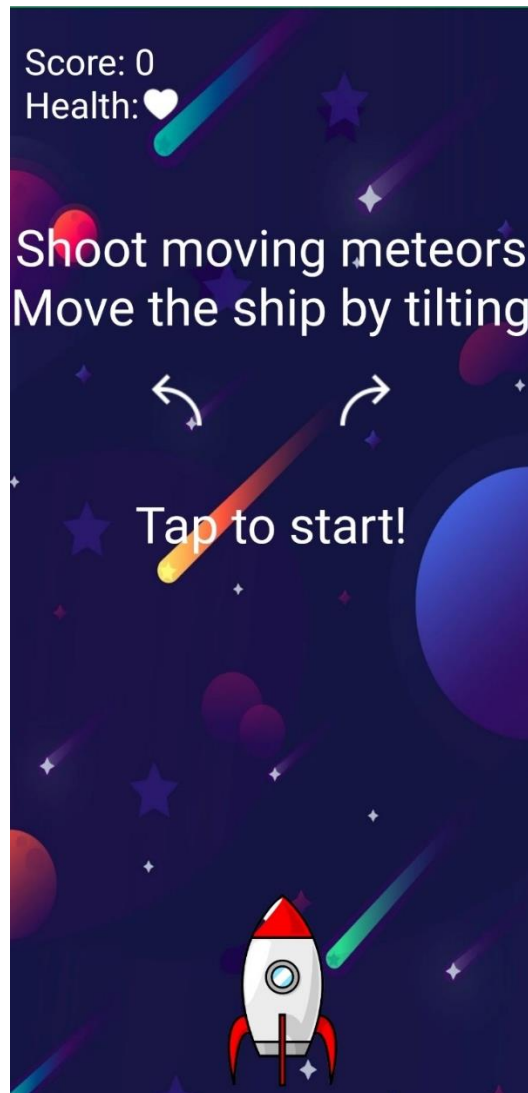 Score: 0
Health:
Shoot moving meteors
Move the ship by tilting
Tap to start!